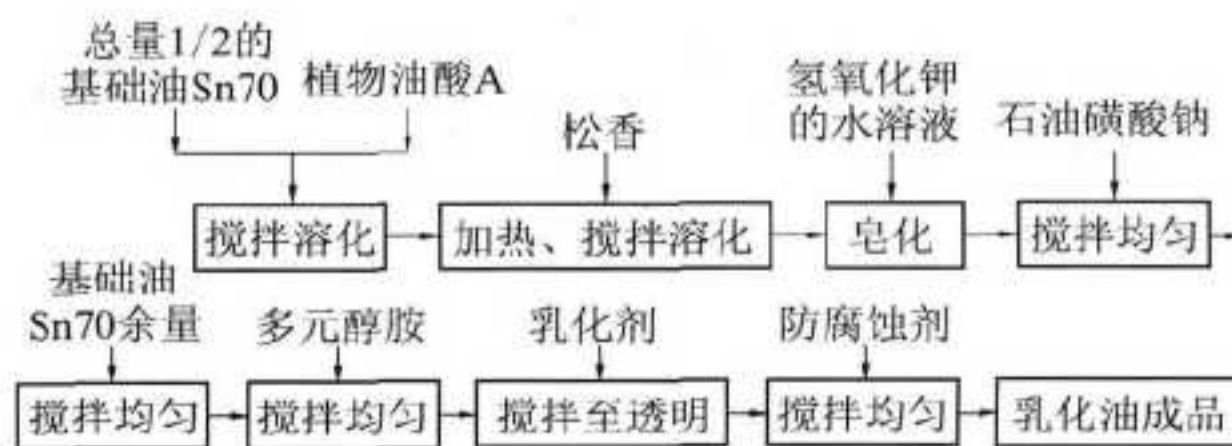 总量1/2的
基础油Sn70
植物油酸A
松香
氢氧化钾
的水溶液
石油磺酸钠
搅拌溶化
加热、搅拌溶化
皂化
搅拌均匀
基础油
Sn70余量
多元醇胺
乳化剂
防腐蚀剂
搅拌均匀
搅拌均匀
搅拌至透明
搅拌均匀
乳化油成品